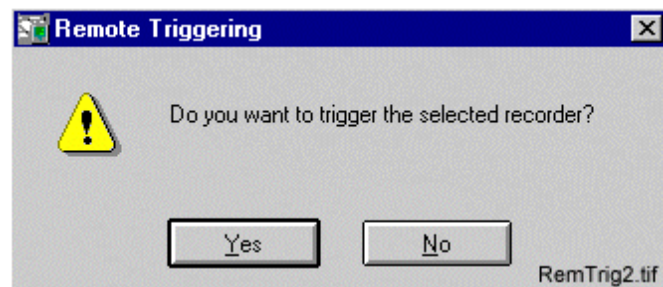 Remote Triggering
Do you want to trigger the selected recorder?
Yes
No
RemTrig2.tif